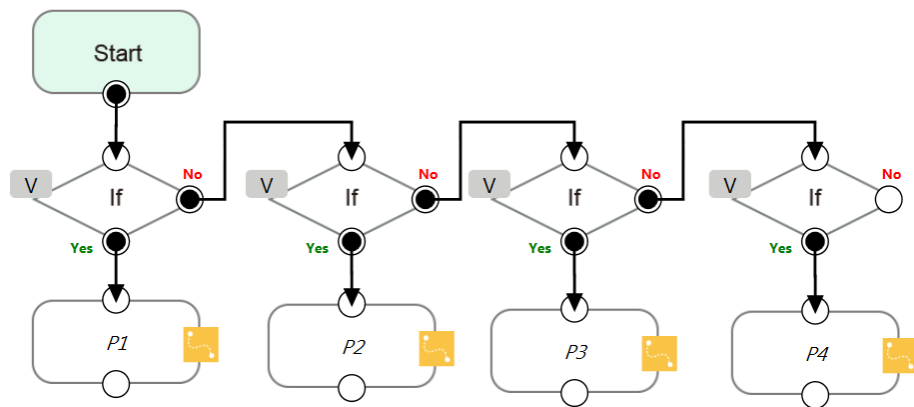 Start
V
If
No
Yes
P1
V
If
No
Yes
P2
V
If
No
Yes
P3
V
If
No
Yes
P4